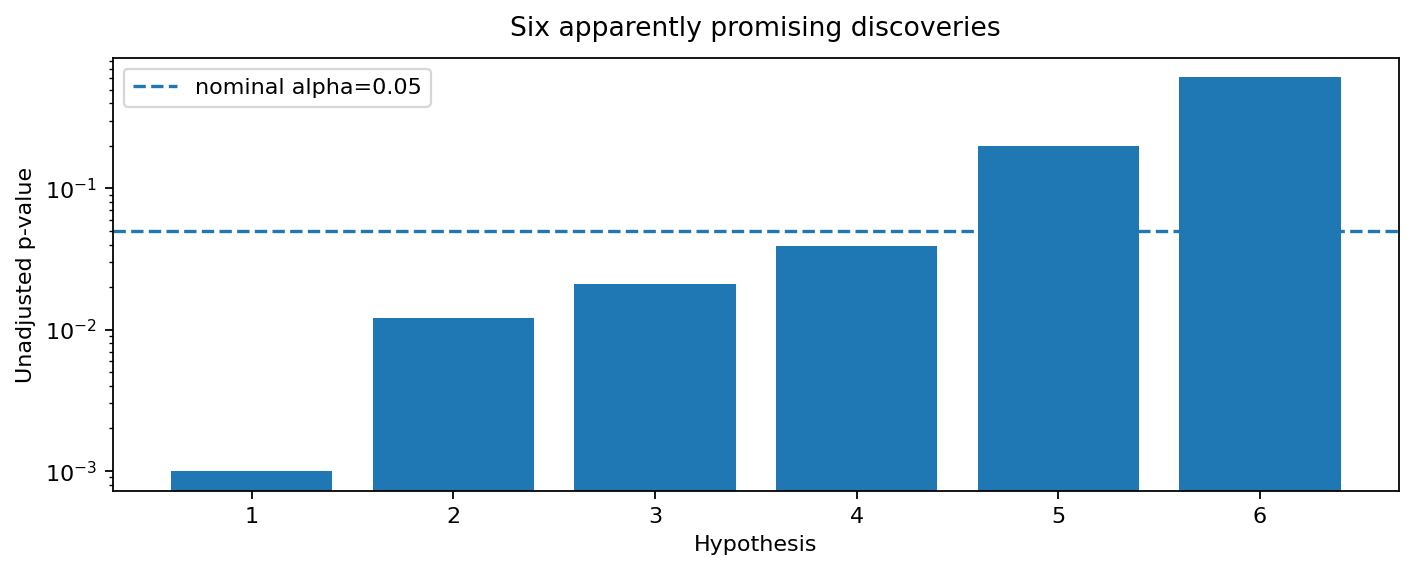 Six apparently promising discoveries
nominal alpha=0.05
Unadjusted p-value
10⁻¹
10⁻²
10⁻³
1 2 3 4 5 6
Hypothesis